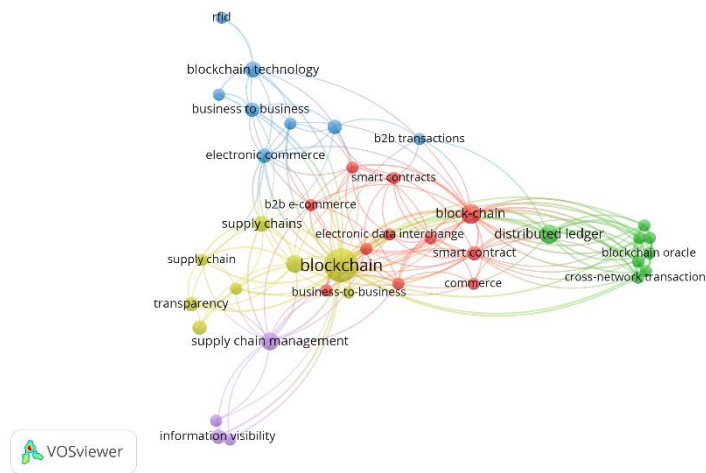 rfid
blockchain technology
business to business
b2b transactions
electronic commerce
smart contracts
b2b e-commerce
block-chain
supply chains
electronic data interchange
distributed ledger
smart contract
blockchain oracle
supply chain
blockchain
cross-network transaction
commerce
business-to-business
transparency
supply chain management
information visibility
VOSviewer